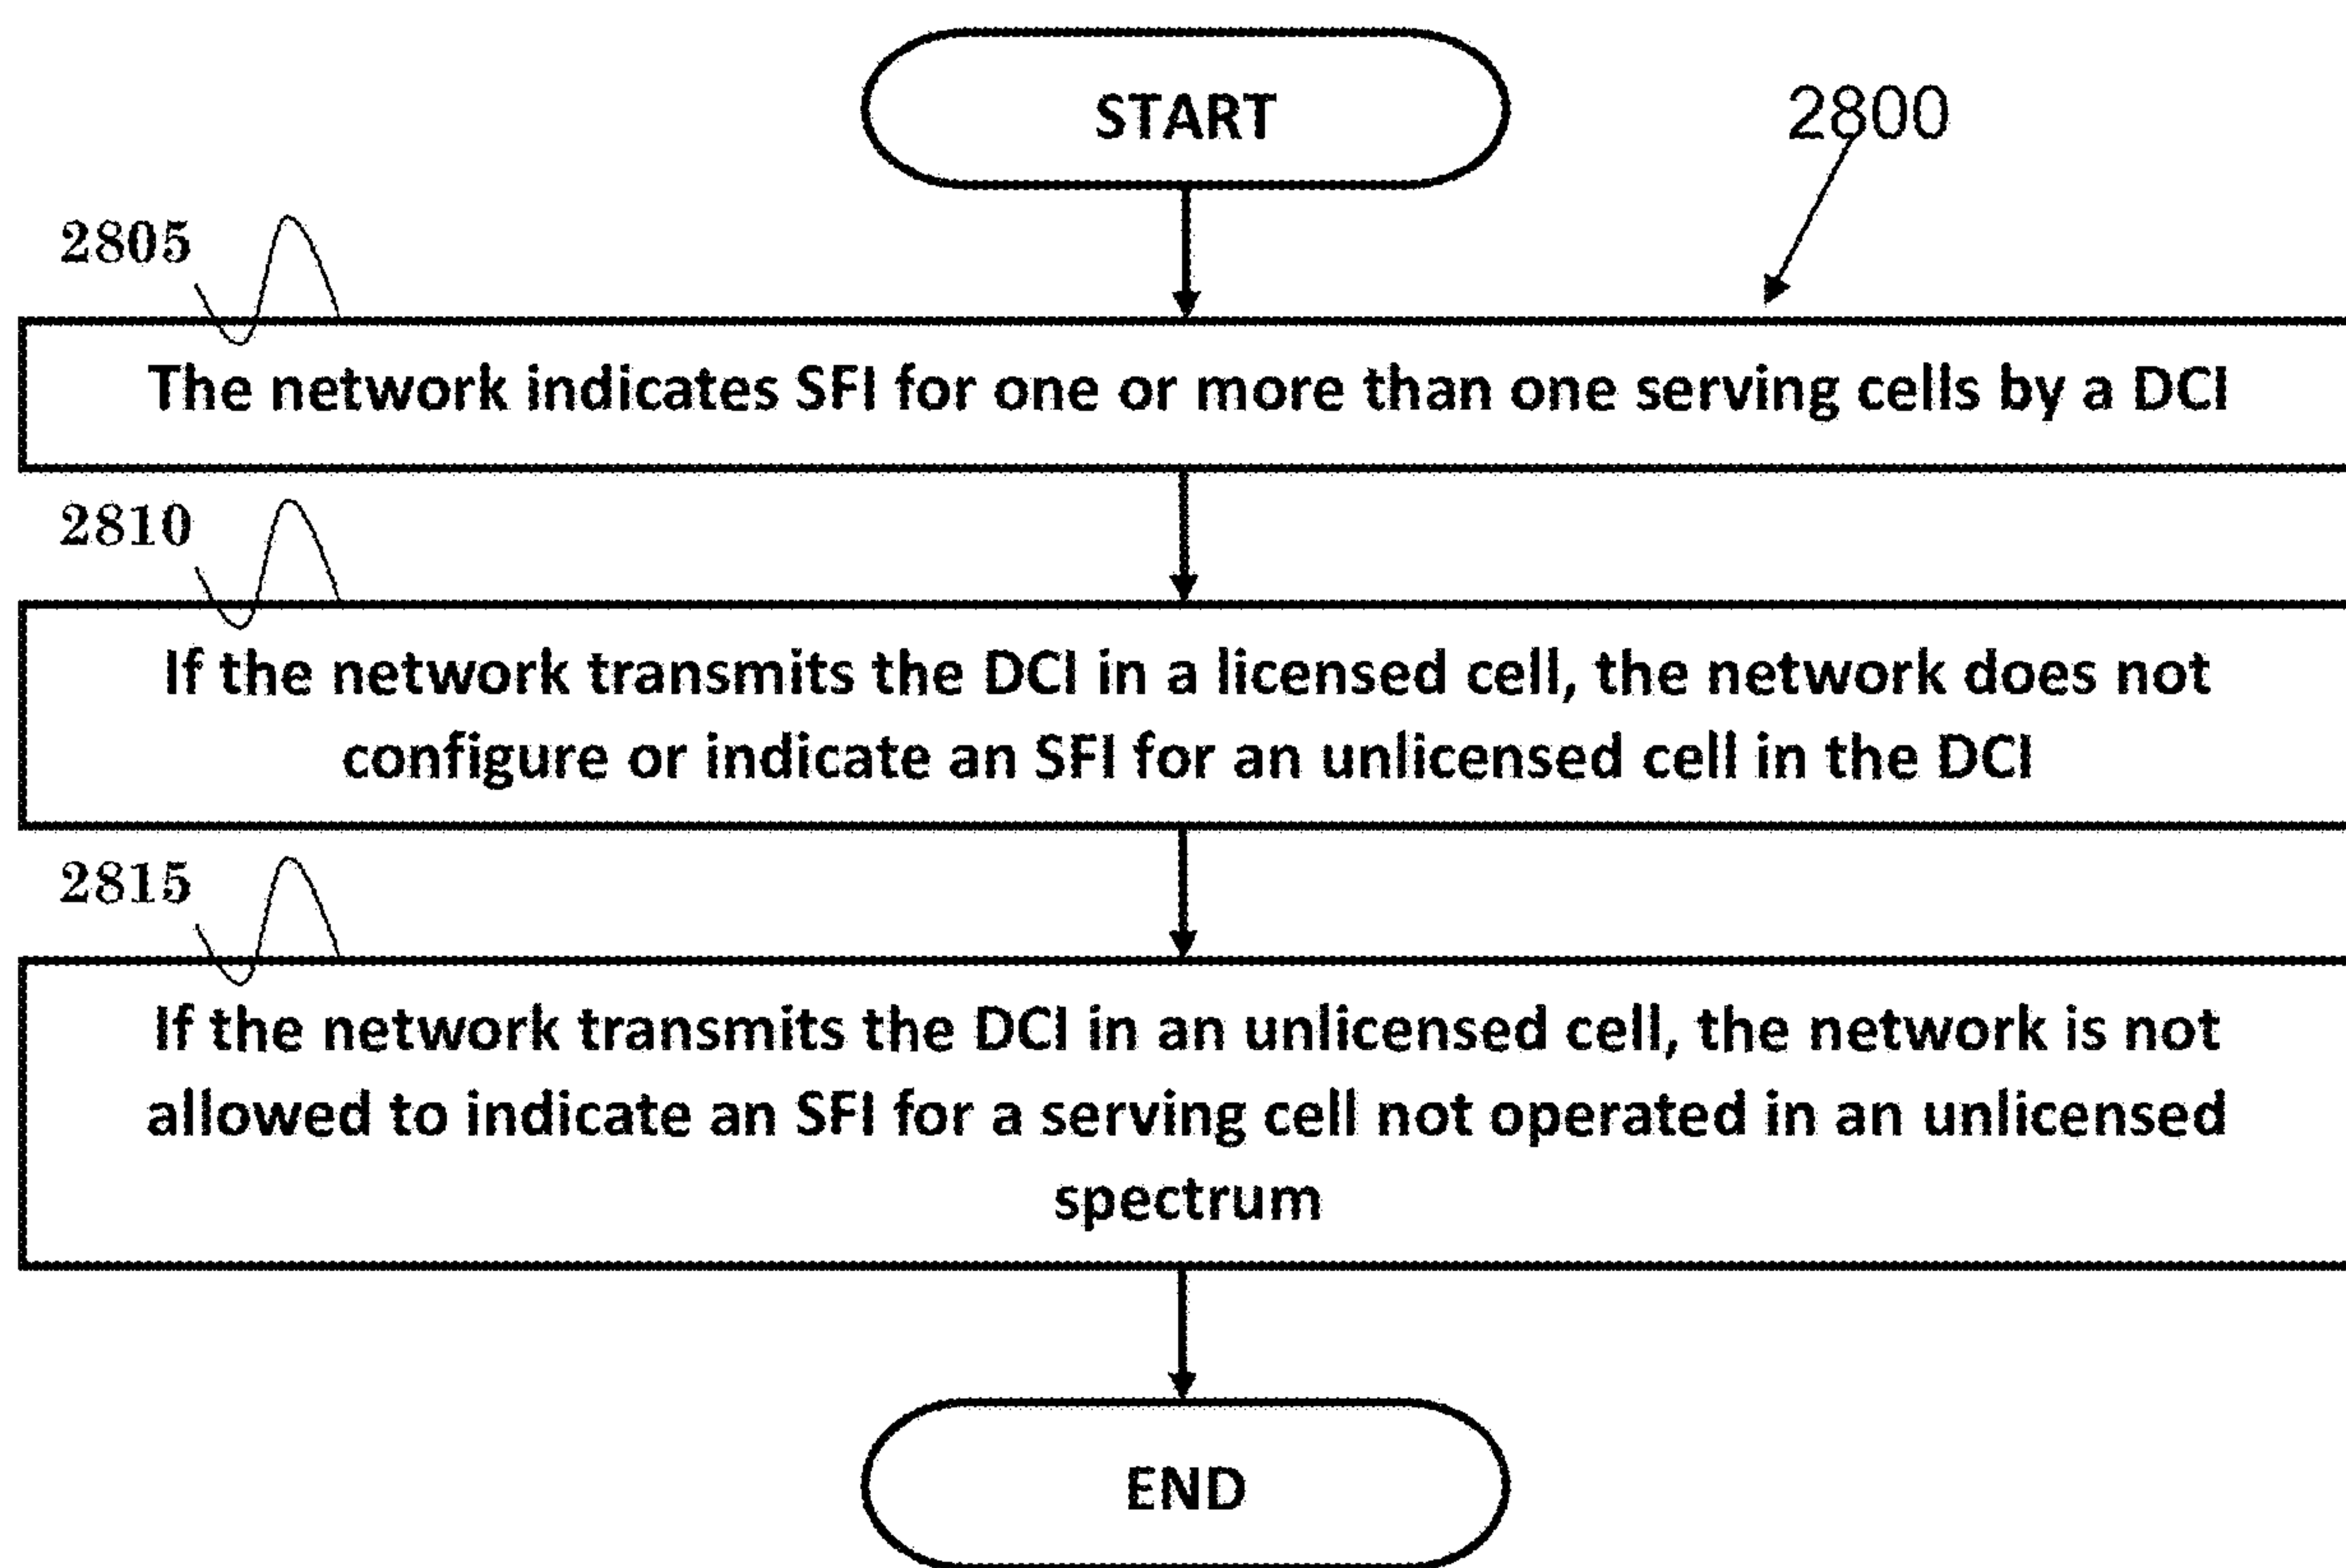 START
2800
2805
The network indicates SFI for one or more than one serving cells by a DCI
2810
If the network transmits the DCI in a licensed cell, the network does not
configure or indicate an SFI for an unlicensed cell in the DCI
2815
If the network transmits the DCI in an unlicensed cell, the network is not
allowed to indicate an SFI for a serving cell not operated in an unlicensed
spectrum
END